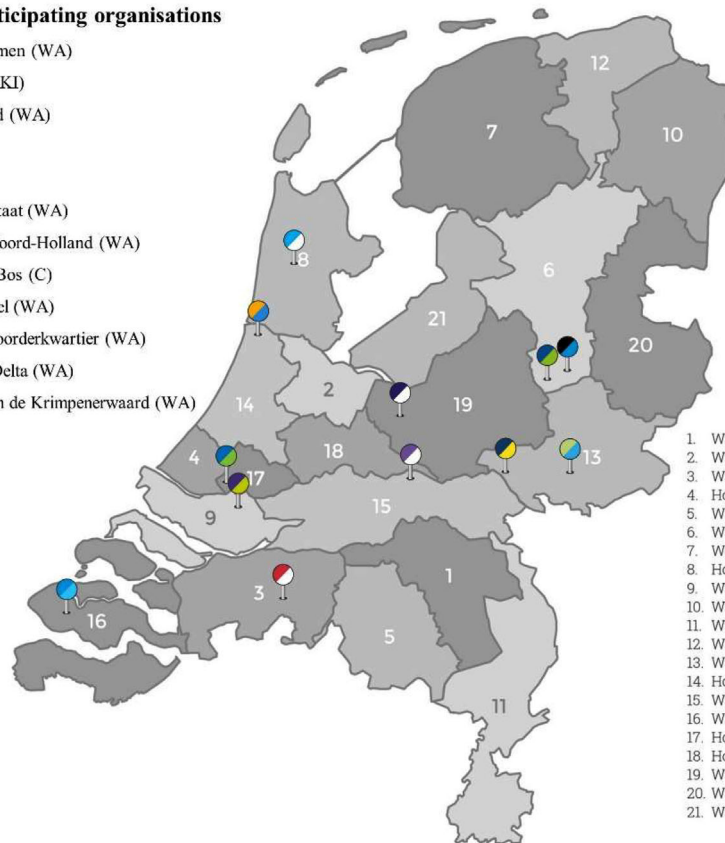 ticipating organisations
nen (WA)
KI)
d (WA)
taat (WA)
oord-Holland (WA)
Bos (C)
el (WA)
oorderkwartier (WA)
Delta (WA)
n de Krimpenerwaard (WA)
12
7
10
8
6
21
20
2
14
19
18
4
13
17
15
9
1
3
16
5
11
1. W
2. W
3. W
4. Ho
5. W
6. W
7. W
8. Ho
9. W
10. W
11. W
12. W
13. W
14. Ho
15. W
16. W
17. Ho
18. Ho
19. W
20. W
21. W